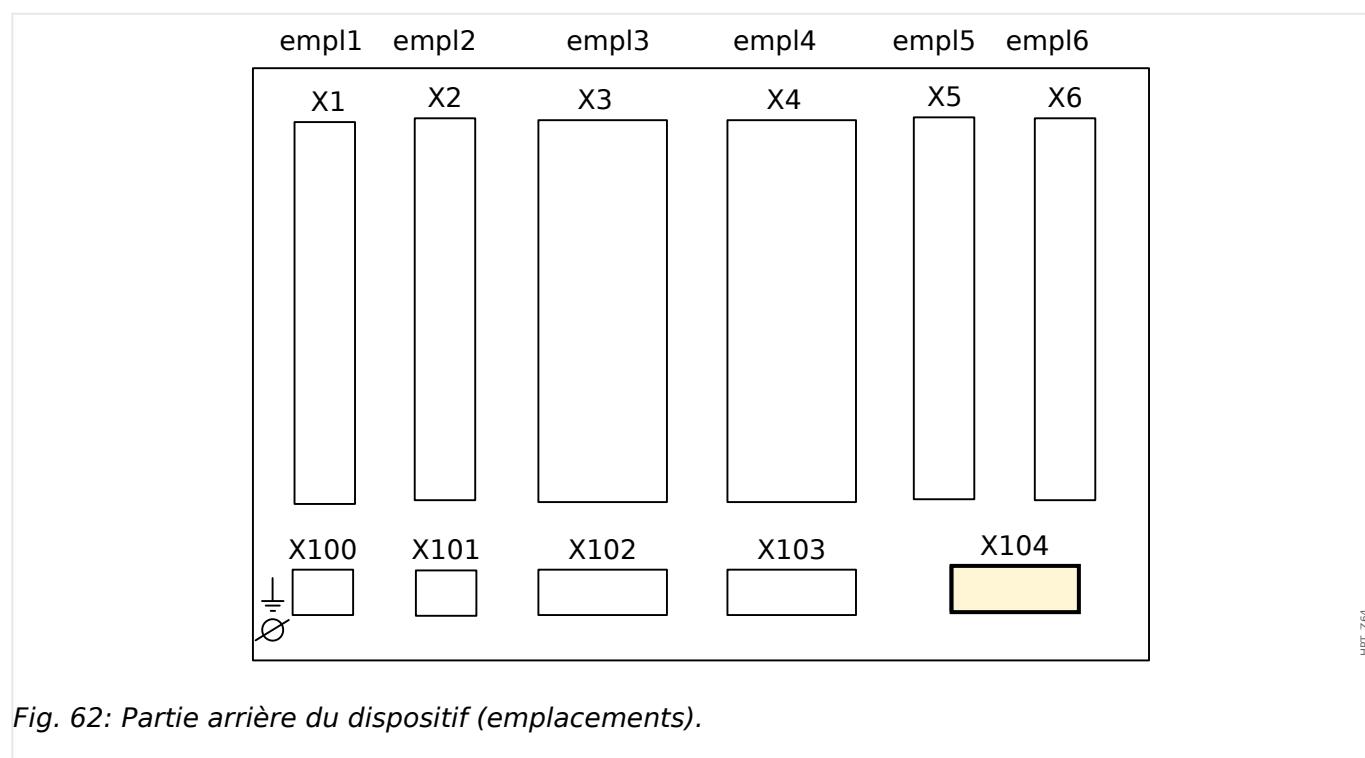 empl1 empl2 empl3 empl4 empl5 empl6
X1 X2 X3 X4 X5 X6
X100 X101 X102 X103 X104
Fig. 62: Partie arrière du dispositif (emplacements).